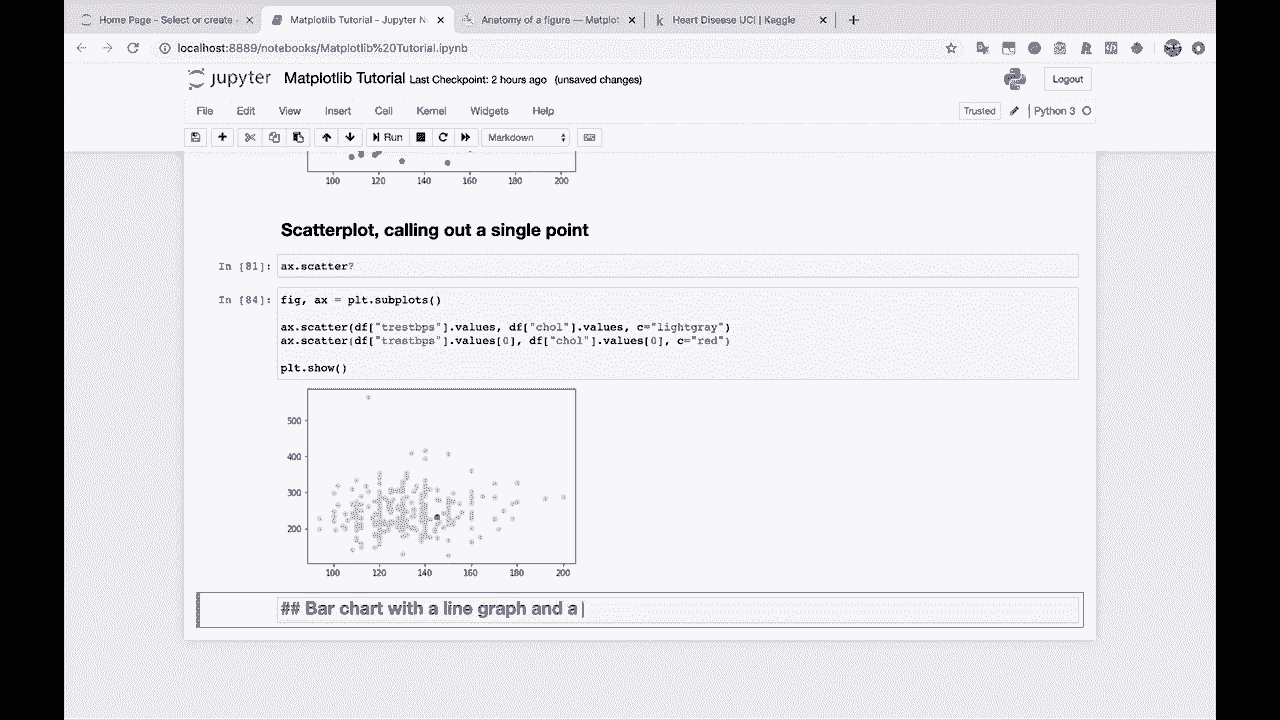 Home Page - Select or create
Matplotlib Tutorial - Jupyter N
Anatomy of a figure — Matplot
Heart Disease UCI | Kaggle
localhost:8889/notebooks/Matplotlib%20Tutorial.ipynb
jupyter Matplotlib Tutorial Last Checkpoint: 2 hours ago (unsaved changes)
Logout
File Edit View Insert Cell Kernel Widgets Help
Trusted
Python 3
Run
Markdown
100 120 140 160 180 200
Scatterplot, calling out a single point
In [81]: ax.scatter?
In [84]: fig, ax = plt.subplots()
ax.scatter(df["trestbps"].values, df["chol"].values, c="lightgray")
ax.scatter(df["trestbps"].values[0], df["chol"].values[0], c="red")
plt.show()
500
400
300
200
100 120 140 160 180 200
## Bar chart with a line graph and a